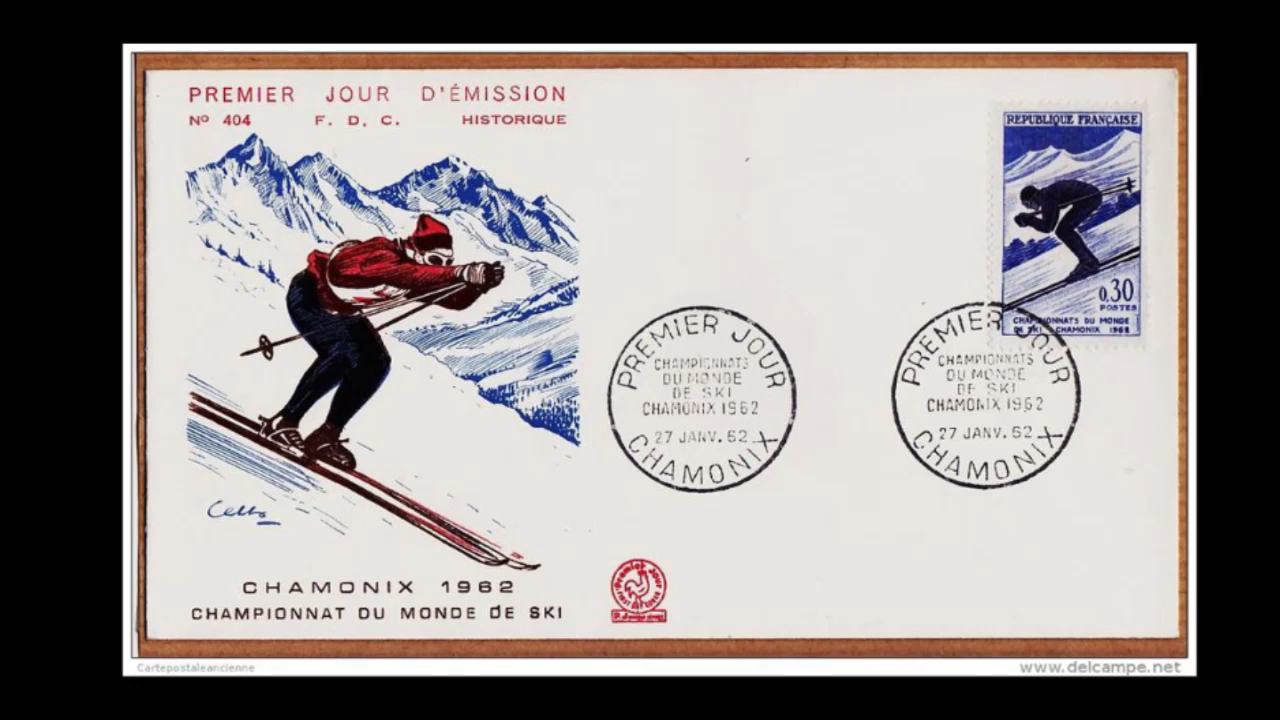 PREMIER JOUR D'ÉMISSION
Nº 404 F. D. C. HISTORIQUE
REPUBLIQUE FRANÇAISE
0,30
POSTES
CHAMPIONNATS DU MONDE
DE SKI CHAMONIX 1962
PREMIER JOUR
CHAMPIONNATS
DU MONDE
DE SKI
CHAMONIX 1962
27 JANV. 62
CHAMONIX
PREMIER JOUR
CHAMPIONNATS
DU MONDE
DE SKI
CHAMONIX 1962
27 JANV. 62
CHAMONIX
CHAMONIX 1962
CHAMPIONNAT DU MONDE DE SKI
Premier Jour
Cartepostaleancienne
www.delcampe.net